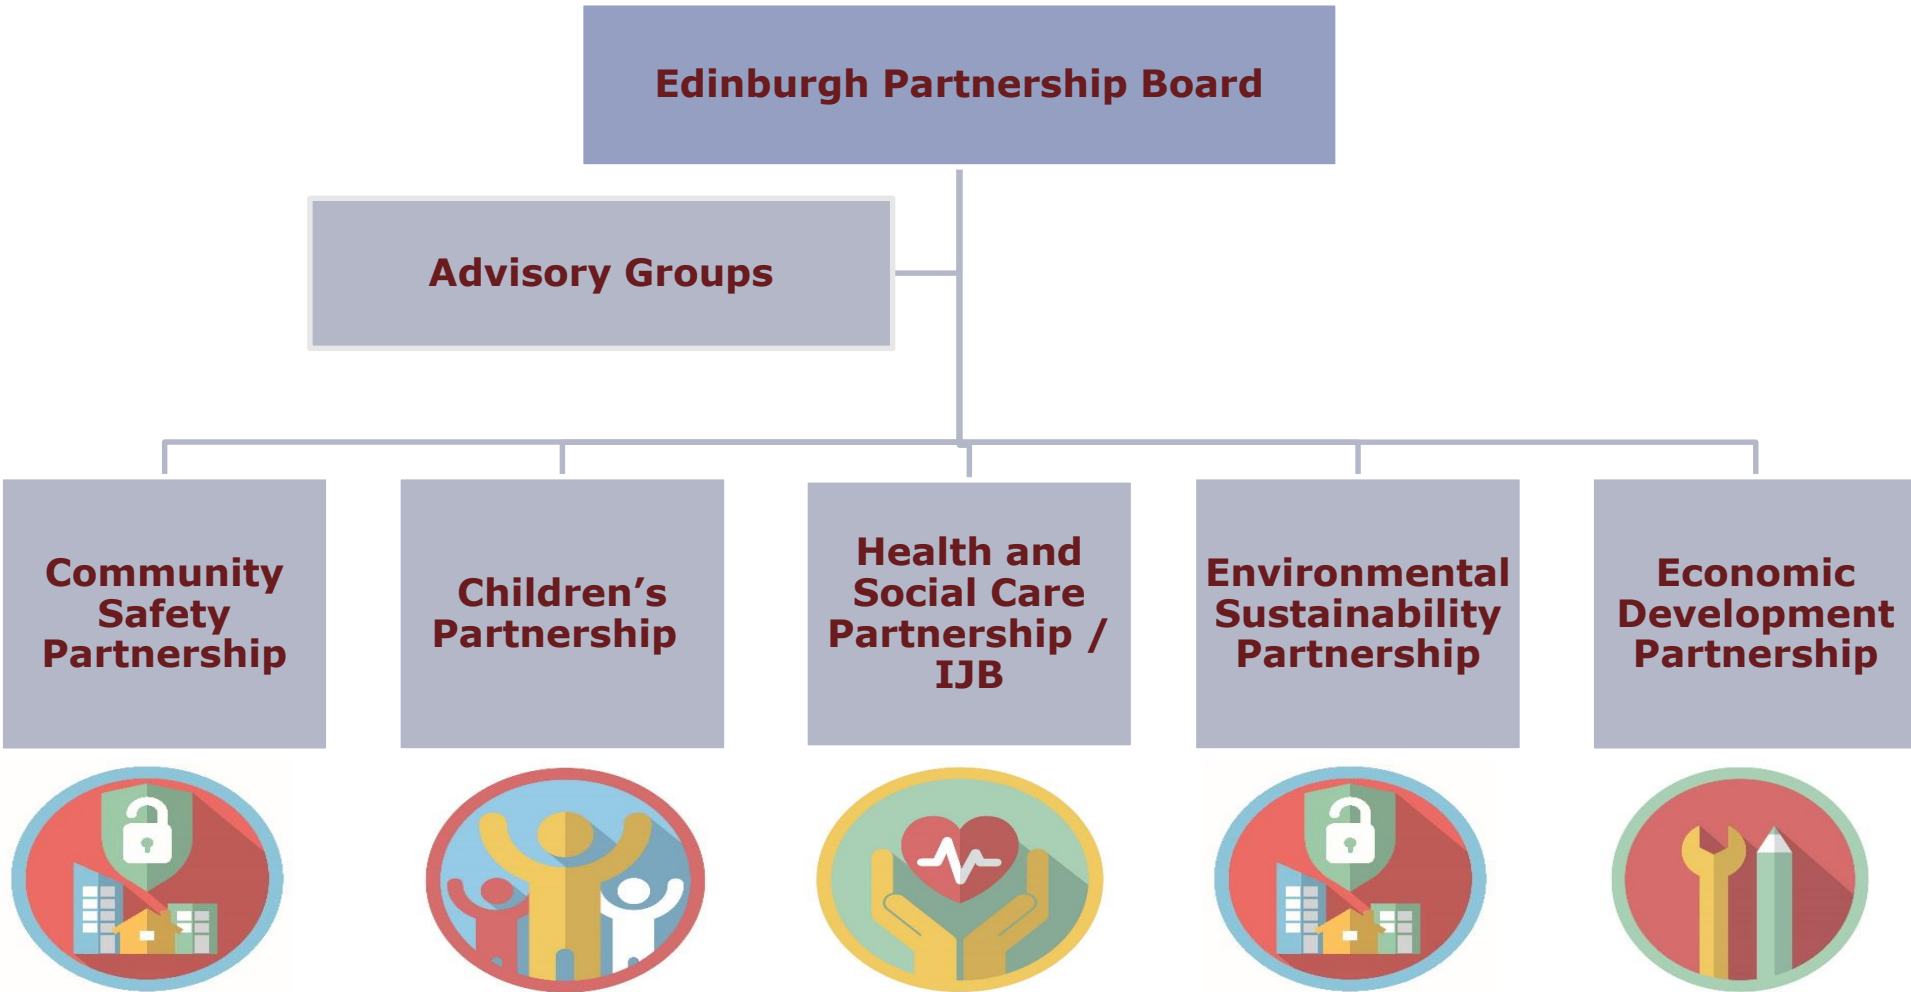 Edinburgh Partnership Board
Advisory Groups
Community
Safety
Partnership
Children’s
Partnership
Health and
Social Care
Partnership /
IJB
Environmental
Sustainability
Partnership
Economic
Development
Partnership